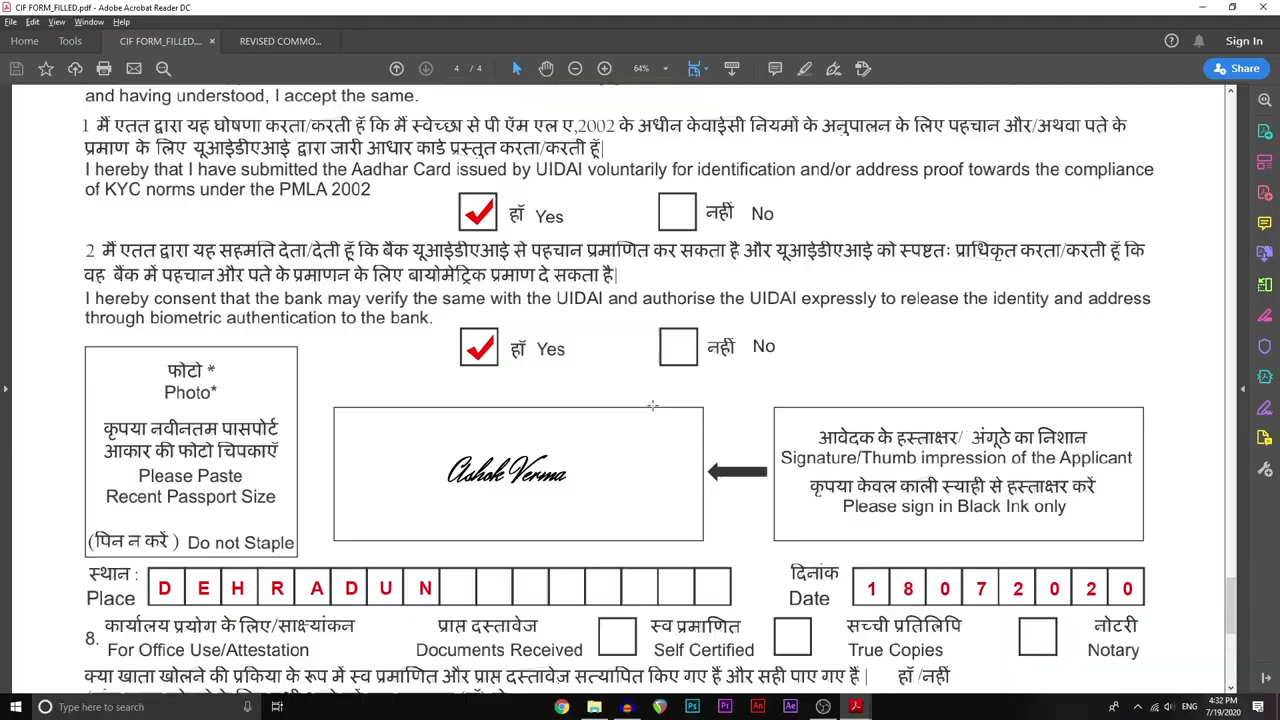 CIF FORM_FILLED.pdf - Adobe Acrobat Reader DC
File Edit View Window Help
Home Tools CIF FORM_FILLED,... × REVISED COMMO... Sign In
4 / 4 64% Share
and having understood, I accept the same.
1 मैं एतत द्वारा यह घोषणा करता/करती हूॅ कि मैं स्वेच्छा से पी ऍम एल ए,2002 के अधीन केवाईसी नियमों के अनुपालन के लिए पहचान और/अथवा पते के
प्रमाण के लिए यूआईडीएआई द्वारा जारी आधार कार्ड प्रस्तुत करता/करती हूॅ|
I hereby that I have submitted the Aadhar Card issued by UIDAI voluntarily for identification and/or address proof towards the compliance
of KYC norms under the PMLA 2002
हाॅ Yes नहीं No
2 मैं एतत द्वारा यह सहमति देता/देती हूॅ कि बैंक यूआईडीएआई से पहचान प्रमाणित कर सकता है और यूआईडीएआई को स्पष्टतः प्राधिकृत करता/करती हूॅ कि
वह बैंक में पहचान और पते के प्रमाणन के लिए बायोमेट्रिक प्रमाण दे सकता है|
I hereby consent that the bank may verify the same with the UIDAI and authorise the UIDAI expressly to release the identity and address
through biometric authentication to the bank.
हाॅ Yes नहीं No
फोटो *
Photo*
कृपया नवीनतम पासपोर्ट
आकार की फोटो चिपकाएॅ
Please Paste
Recent Passport Size
(पिन न करें ) Do not Staple
Ashok Verma
आवेदक के हस्ताक्षर/ अंगूठे का निशान
Signature/Thumb impression of the Applicant
कृपया केवल काली स्याही से हस्ताक्षर करें
Please sign in Black Ink only
स्थान : DEHRADUN दिनांक 18072020
Place Date
8. कार्यालय प्रयोग के लिए/साक्ष्यांकन प्राप्त दस्तावेज स्व प्रमाणित सच्ची प्रतिलिपि नोटरी
For Office Use/Attestation Documents Received Self Certified True Copies Notary
क्या खाता खोलने की प्रकिया के रूप में स्व प्रमाणित और प्राप्त दस्तावेज़ सत्यापित किए गए हैं और सही पाए गए हैं | हाॅ /नहीं
Type here to search
ENG 4:32 PM
7/19/2020